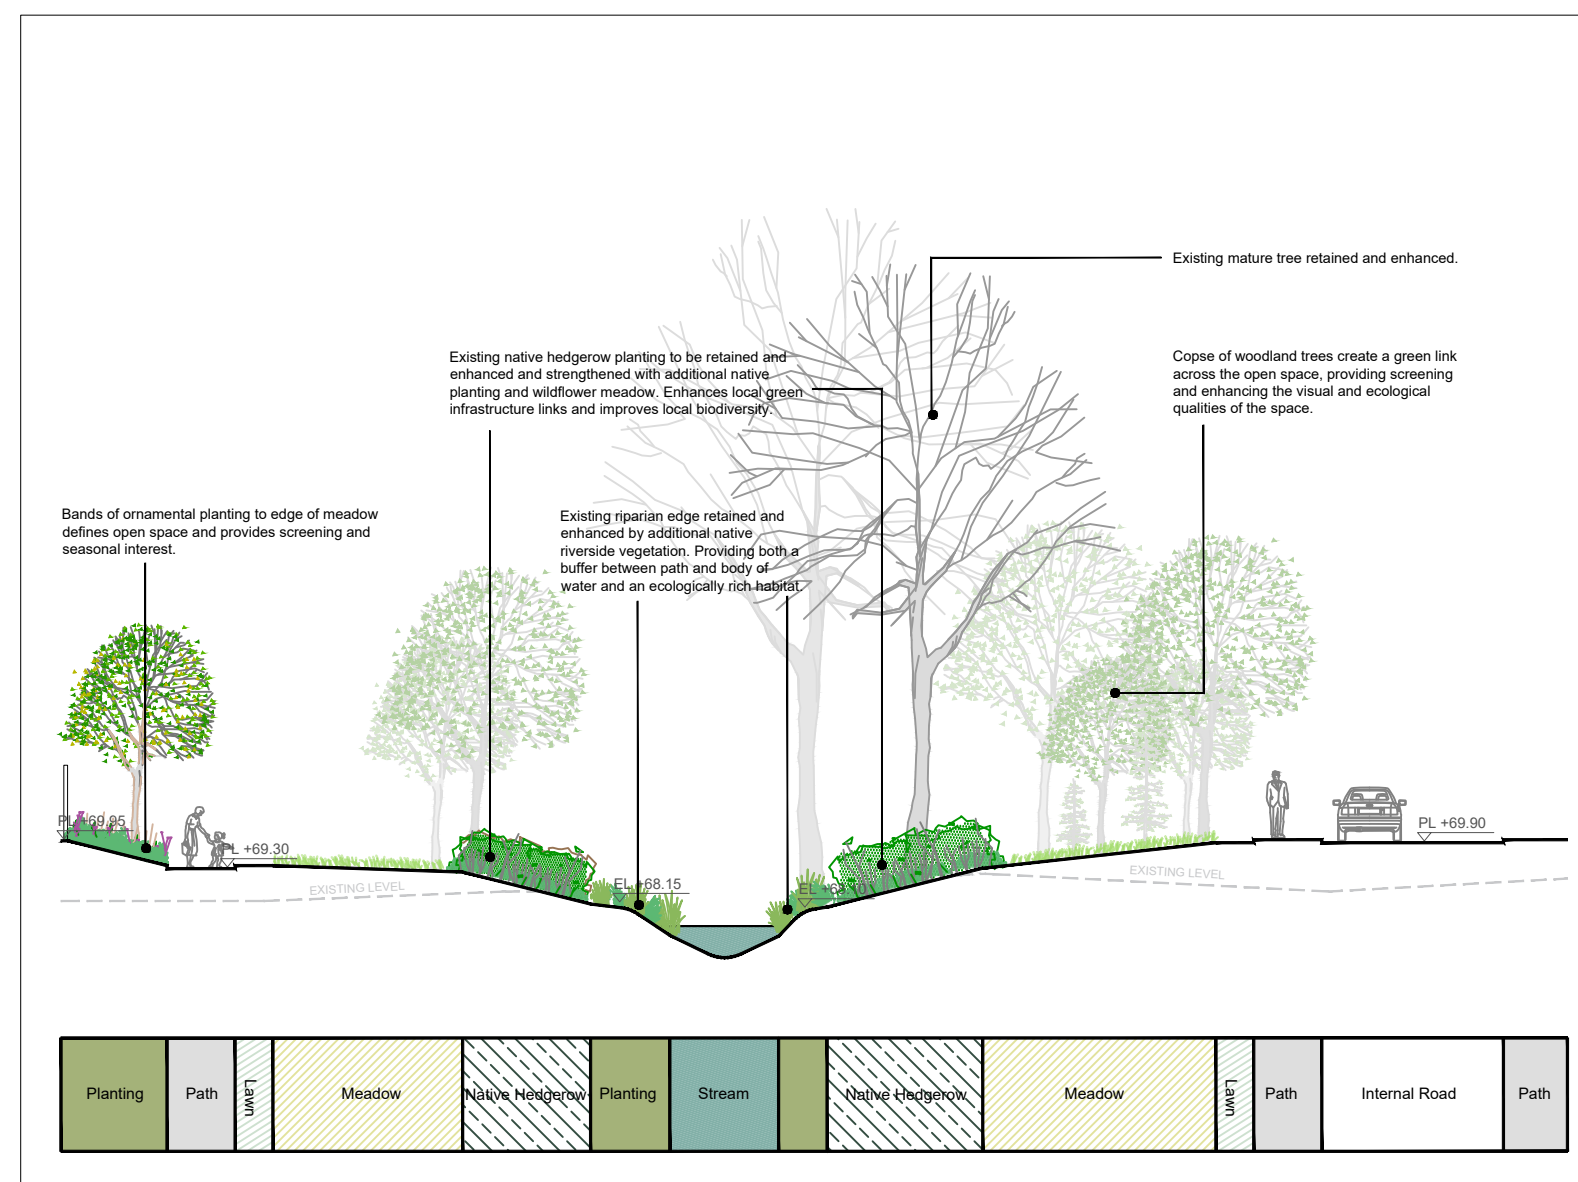 Existing mature tree retained and enhanced.
Existing native hedgerow planting to be retained and
enhanced and strengthened with additional native
planting and wildflower meadow. Enhances local green
infrastructure links and improves local biodiversity.
Copse of woodland trees create a green link
across the open space, providing screening
and enhancing the visual and ecological
qualities of the space.
Bands of ornamental planting to edge of meadow
defines open space and provides screening and
seasonal interest.
Existing riparian edge retained and
enhanced by additional native
riverside vegetation. Providing both a
buffer between path and body of
water and an ecologically rich habitat.
PL +69.95
PL +69.30
EL +68.15
EL
PL +69.90
EXISTING LEVEL
EXISTING LEVEL
Planting
Path
Lawn
Meadow
Native Hedgerow
Planting
Stream
Native Hedgerow
Meadow
Lawn
Path
Internal Road
Path